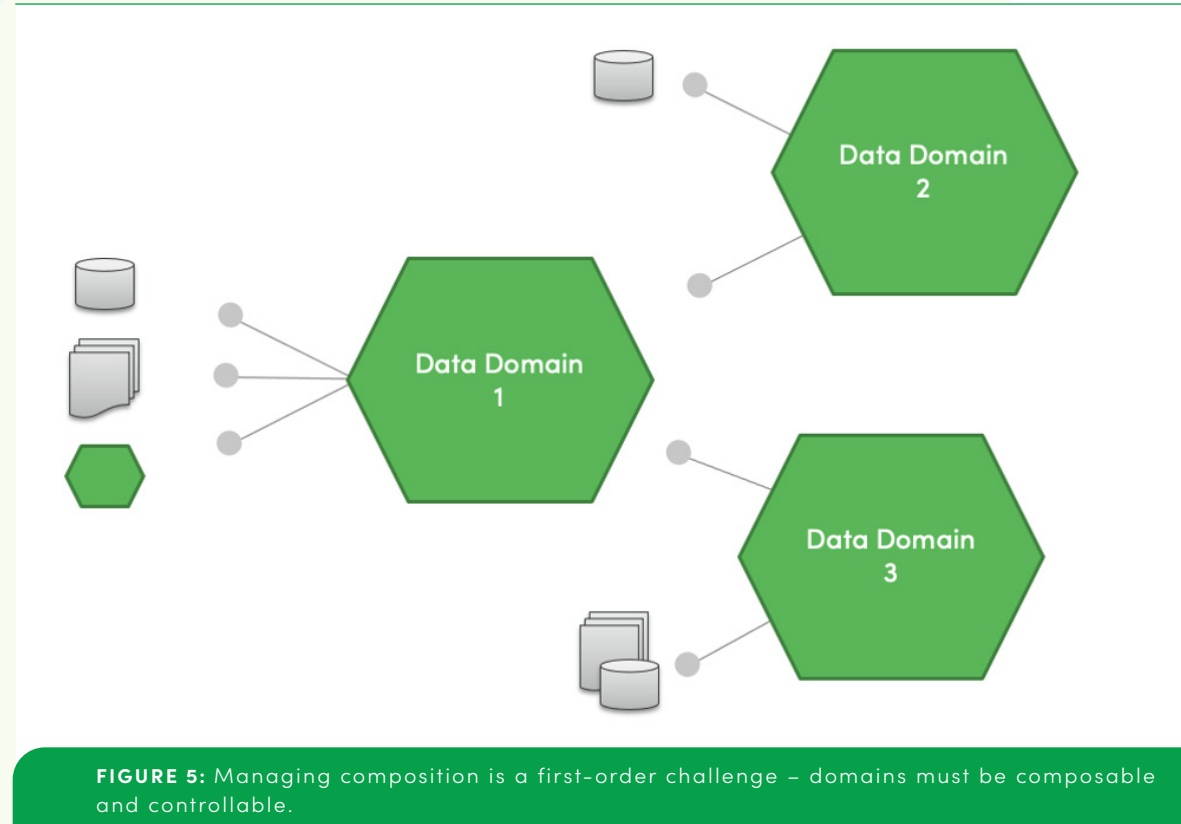 Data Domain
2
Data Domain
1
Data Domain
3
FIGURE 5: Managing composition is a first-order challenge – domains must be composable
and controllable.